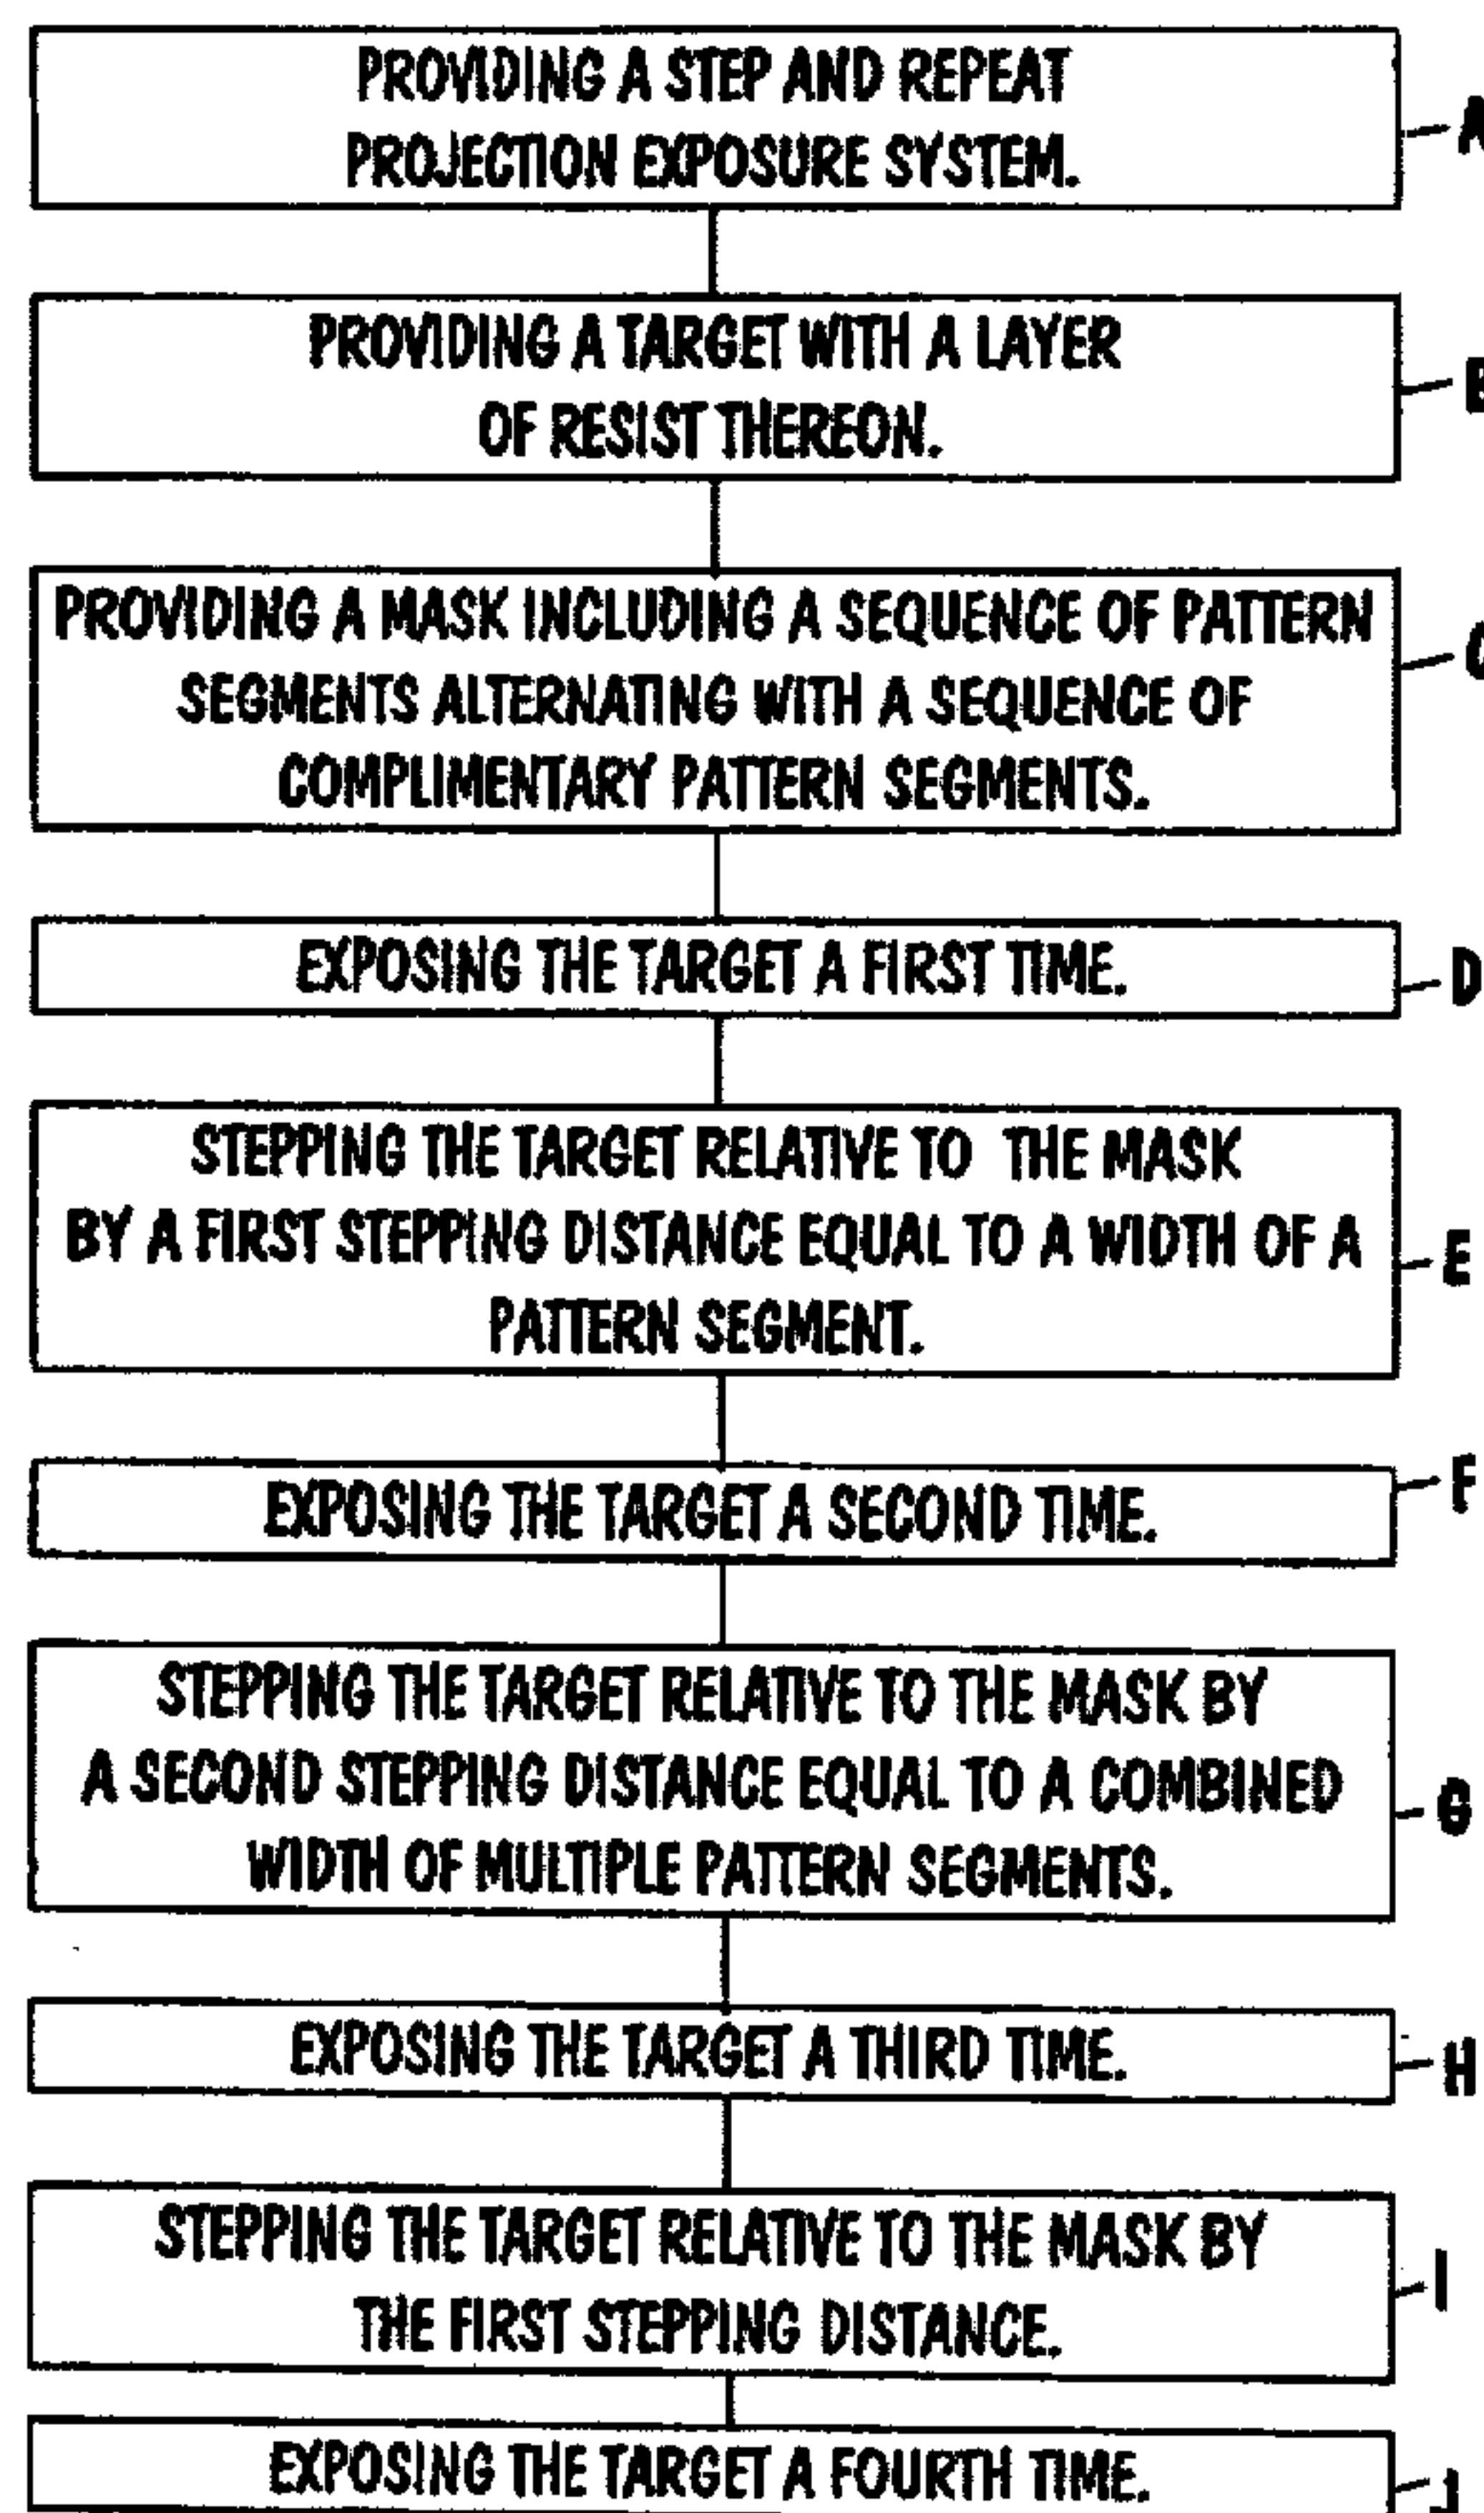 PROVIDING A STEP AND REPEAT
PROJECTION EXPOSURE SYSTEM.
A
PROVIDING A TARGET WITH A LAYER
OF RESIST THEREON.
B
PROVIDING A MASK INCLUDING A SEQUENCE OF PATTERN
SEGMENTS ALTERNATING WITH A SEQUENCE OF
COMPLIMENTARY PATTERN SEGMENTS.
C
EXPOSING THE TARGET A FIRST TIME.
D
STEPPING THE TARGET RELATIVE TO THE MASK
BY A FIRST STEPPING DISTANCE EQUAL TO A WIDTH OF A
PATTERN SEGMENT.
E
EXPOSING THE TARGET A SECOND TIME.
F
STEPPING THE TARGET RELATIVE TO THE MASK BY
A SECOND STEPPING DISTANCE EQUAL TO A COMBINED
WIDTH OF MULTIPLE PATTERN SEGMENTS.
G
EXPOSING THE TARGET A THIRD TIME.
H
STEPPING THE TARGET RELATIVE TO THE MASK BY
THE FIRST STEPPING DISTANCE.
I
EXPOSING THE TARGET A FOURTH TIME.
J